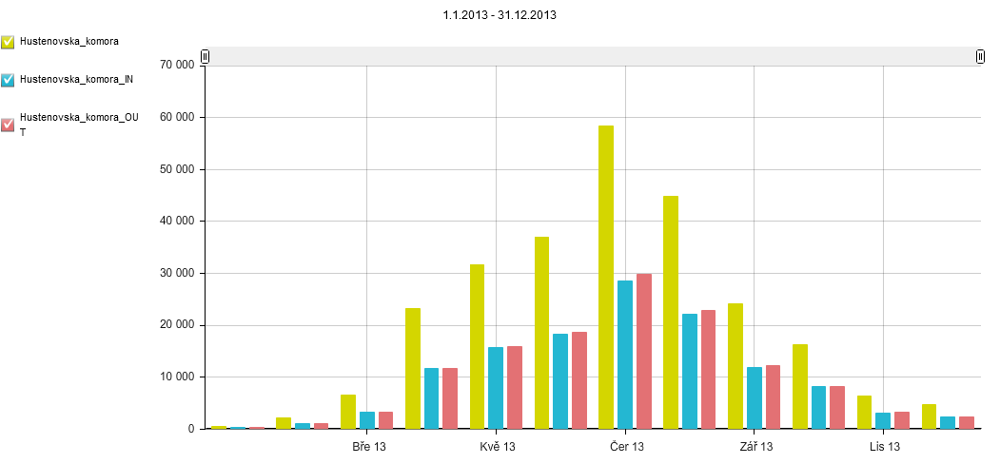 1.1.2013 - 31.12.2013
Hustenovska_komora
Hustenovska_komora_IN
Hustenovska_komora_OU
T
70 000
60 000
50 000
40 000
30 000
20 000
10 000
0
Bře 13
Kvě 13
Čer 13
Zář 13
Lis 13